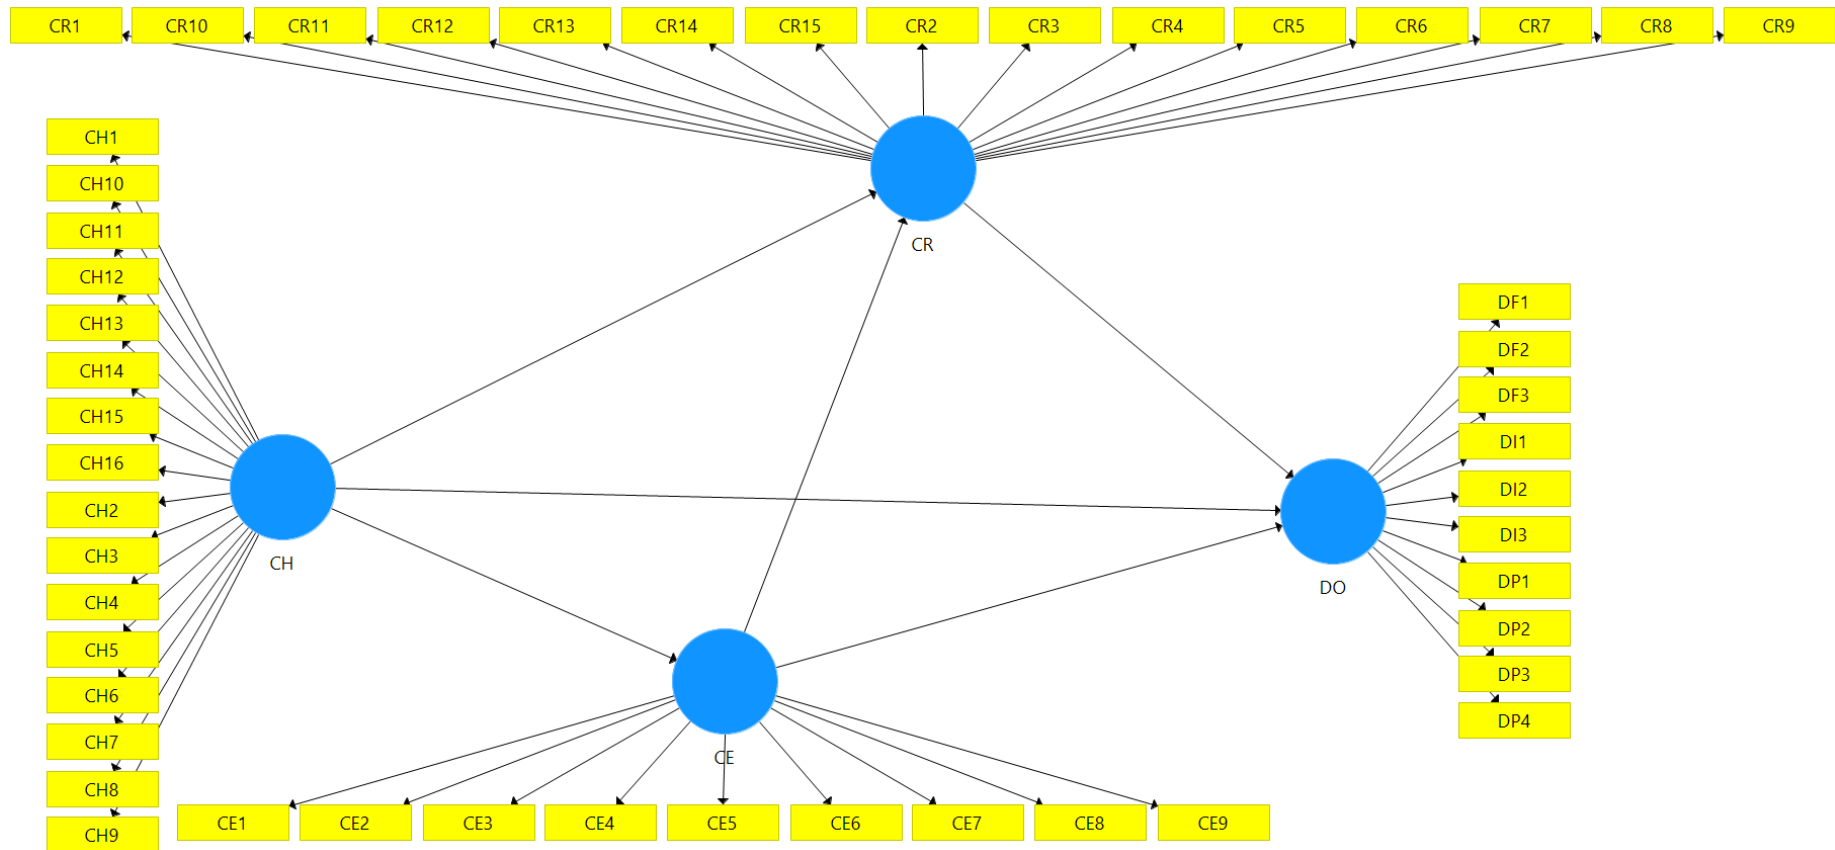 CR1 CR10 CR11 CR12 CR13 CR14 CR15 CR2 CR3 CR4 CR5 CR6 CR7 CR8 CR9
CR
CH1
CH10
CH11
CH12
CH13
CH14
CH15
CH16
CH2
CH3
CH4
CH5
CH6
CH7
CH8
CH9
CH
DF1
DF2
DF3
DI1
DI2
DI3
DP1
DP2
DP3
DP4
DO
CE
CE1 CE2 CE3 CE4 CE5 CE6 CE7 CE8 CE9